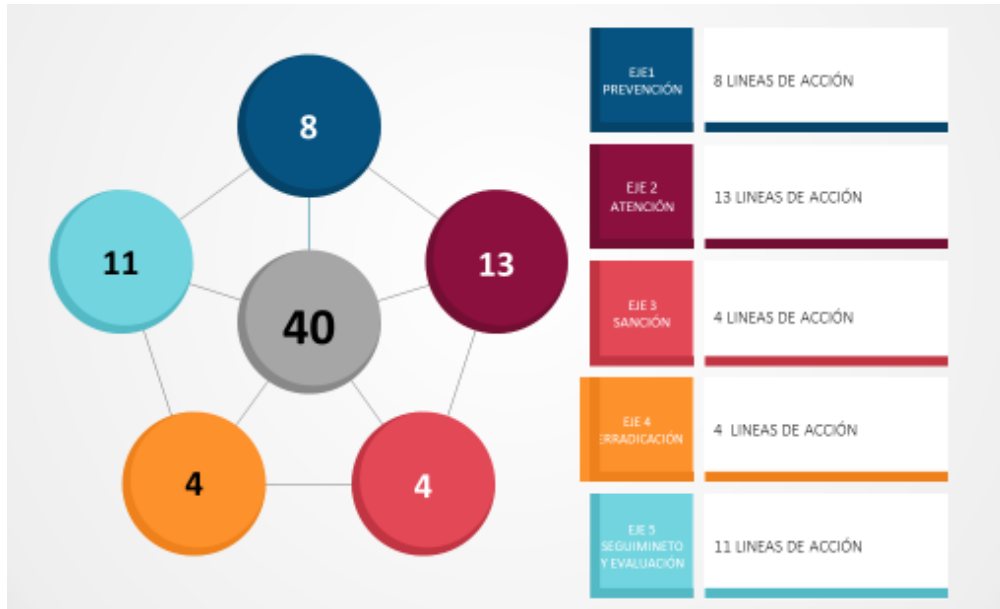 8
11
13
40
4
4
EJE1
PREVENCIÓN
8 LINEAS DE ACCIÓN
EJE 2
ATENCIÓN
13 LINEAS DE ACCIÓN
EJE 3
SANCIÓN
4 LINEAS DE ACCIÓN
EJE 4
ERRADICACIÓN
4 LINEAS DE ACCIÓN
EJE 5
SEGUIMINETO
Y EVALUACIÓN
11 LINEAS DE ACCIÓN